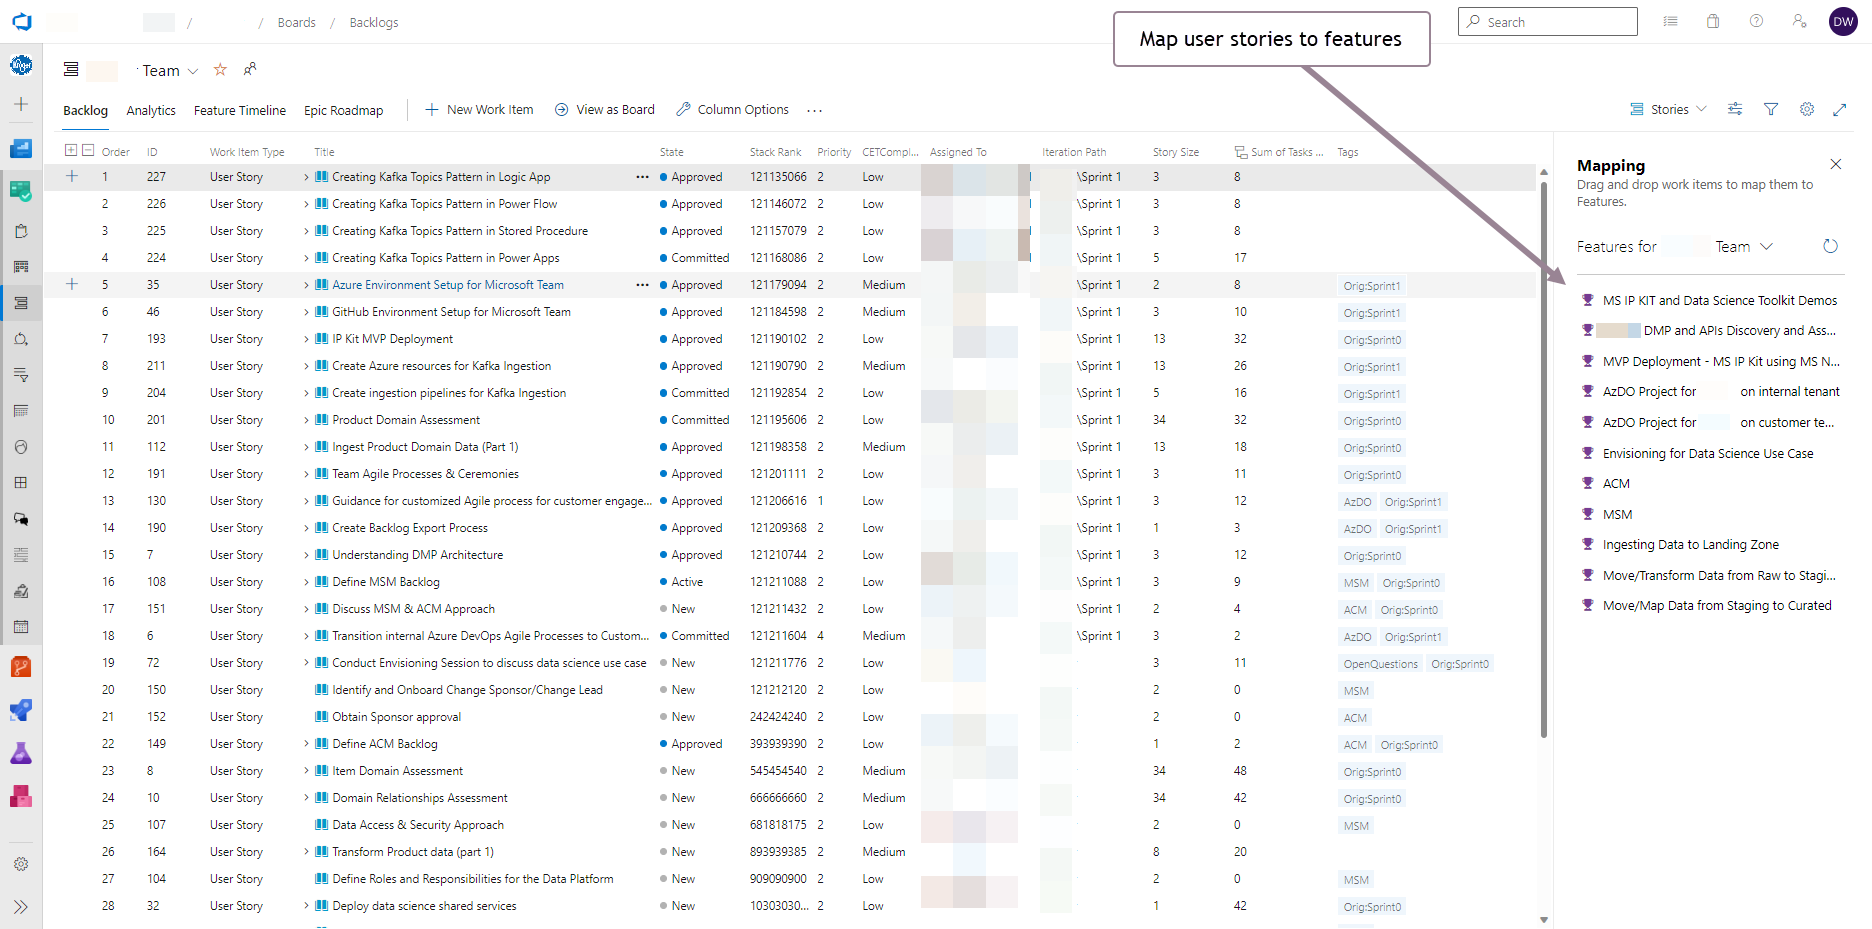 / / Boards / Backlogs
Map user stories to features
Search
DW
Team
Backlog Analytics Feature Timeline Epic Roadmap New Work Item View as Board Column Options ...
Stories
Order ID Work Item Type Title State Stack Rank Priority CETCompl... Assigned To Iteration Path Story Size Sum of Tasks ... Tags
1 227 User Story Creating Kafka Topics Pattern in Logic App ... Approved 121135066 2 Low \Sprint 1 3 8
2 226 User Story Creating Kafka Topics Pattern in Power Flow Approved 121146072 2 Low \Sprint 1 3 8
3 225 User Story Creating Kafka Topics Pattern in Stored Procedure Approved 121157079 2 Low \Sprint 1 3 8
4 224 User Story Creating Kafka Topics Pattern in Power Apps Committed 121168086 2 Low \Sprint 1 5 17
5 35 User Story Azure Environment Setup for Microsoft Team ... Approved 121179094 2 Medium \Sprint 1 2 8 Orig:Sprint1
6 46 User Story GitHub Environment Setup for Microsoft Team Approved 121184598 2 Medium \Sprint 1 3 10 Orig:Sprint1
7 193 User Story IP Kit MVP Deployment Approved 121190102 2 Low \Sprint 1 13 32 Orig:Sprint0
8 211 User Story Create Azure resources for Kafka Ingestion Approved 121190790 2 Medium \Sprint 1 13 26 Orig:Sprint1
9 204 User Story Create ingestion pipelines for Kafka Ingestion Committed 121192854 2 Low \Sprint 1 5 16 Orig:Sprint1
10 201 User Story Product Domain Assessment Committed 121195606 2 Low \Sprint 1 34 32 Orig:Sprint0
11 112 User Story Ingest Product Domain Data (Part 1) Approved 121198358 2 Medium \Sprint 1 13 18 Orig:Sprint0
12 191 User Story Team Agile Processes & Ceremonies Approved 121201111 2 Low \Sprint 1 3 11 Orig:Sprint0
13 130 User Story Guidance for customized Agile process for customer engage... Approved 121206616 1 Low \Sprint 1 3 12 AzDO Orig:Sprint1
14 190 User Story Create Backlog Export Process Approved 121209368 2 Low \Sprint 1 1 3 AzDO Orig:Sprint1
15 7 User Story Understanding DMP Architecture Approved 121210744 2 Low \Sprint 1 3 12 Orig:Sprint0
16 108 User Story Define MSM Backlog Active 121211088 2 Low \Sprint 1 3 9 MSM Orig:Sprint0
17 151 User Story Discuss MSM & ACM Approach New 121211432 2 Low \Sprint 1 2 4 ACM Orig:Sprint0
18 6 User Story Transition internal Azure DevOps Agile Processes to Custom... Committed 121211604 4 Medium \Sprint 1 3 2 AzDO Orig:Sprint1
19 72 User Story Conduct Envisioning Session to discuss data science use case New 121211776 2 Low 3 11 OpenQuestions Orig:Sprint0
20 150 User Story Identify and Onboard Change Sponsor/Change Lead New 121212120 2 Low 2 0 MSM
21 152 User Story Obtain Sponsor approval New 242424240 2 Low 2 0 ACM
22 149 User Story Define ACM Backlog Approved 393939390 2 Low 1 2 ACM Orig:Sprint0
23 8 User Story Item Domain Assessment New 545454540 2 Medium 34 48 Orig:Sprint0
24 10 User Story Domain Relationships Assessment New 666666660 2 Medium 34 42 Orig:Sprint0
25 107 User Story Data Access & Security Approach New 681818175 2 Low 2 0 MSM
26 164 User Story Transform Product data (part 1) New 893939385 2 Medium 8 20
27 104 User Story Define Roles and Responsibilities for the Data Platform New 909090900 2 Low 2 0 MSM
28 32 User Story Deploy data science shared services New 10303030... 2 Low 1 42 Orig:Sprint0
Mapping
Drag and drop work items to map them to
Features.
Features for Team
MS IP KIT and Data Science Toolkit Demos
DMP and APIs Discovery and Ass...
MVP Deployment - MS IP Kit using MS N...
AzDO Project for on internal tenant
AzDO Project for on customer te...
Envisioning for Data Science Use Case
ACM
MSM
Ingesting Data to Landing Zone
Move/Transform Data from Raw to Stagi...
Move/Map Data from Staging to Curated